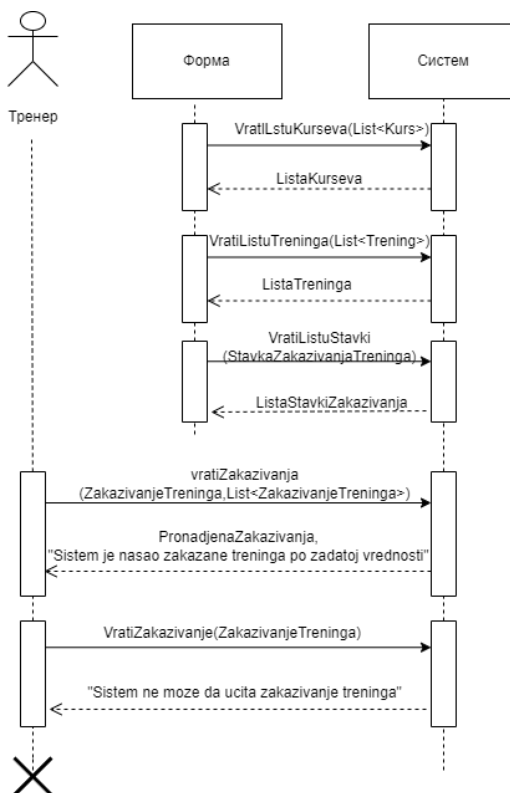 Форма
Систем
Тренер
VratILstuKurseva(List<Kurs>)
ListaKurseva
VratiListuTreninga(List<Trening>)
ListaTreninga
VratiListuStavki
(StavkaZakazivanjaTreninga)
ListaStavkiZakazivanja
vratiZakazivanja
(ZakazivanjeTreninga,List<ZakazivanjeTreninga>)
PronadjenaZakazivanja,
"Sistem je nasao zakazane treninga po zadatoj vrednosti"
VratiZakazivanje(ZakazivanjeTreninga)
"Sistem ne moze da ucita zakazivanje treninga"